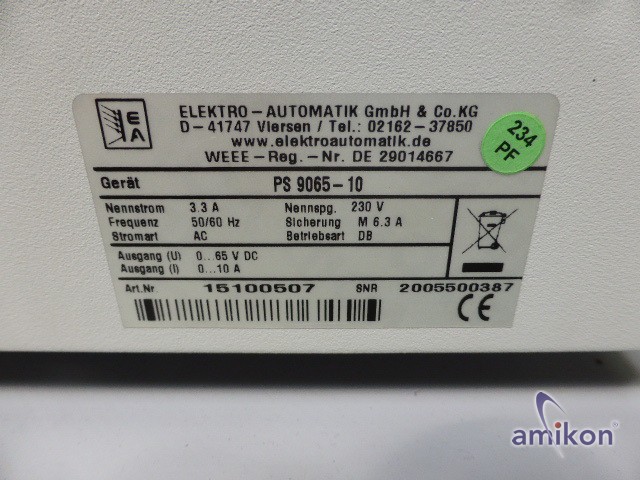 EA
ELEKTRO-AUTOMATIK GmbH & Co.KG
D-41747 Viersen / Tel.: 02162-37850
www.elektroautomatik.de
WEEE-Reg.-Nr. DE 29014667
234
PF
Gerät PS 9065-10
Nennstrom 3.3 A Nennspg. 230 V
Frequenz 50/60 Hz Sicherung M 6.3 A
Stromart AC Betriebsart DB
Ausgang (U) 0...65 V DC
Ausgang (I) 0...10 A
Art.Nr. 15100507 SNR 2005500387
CE
amikon